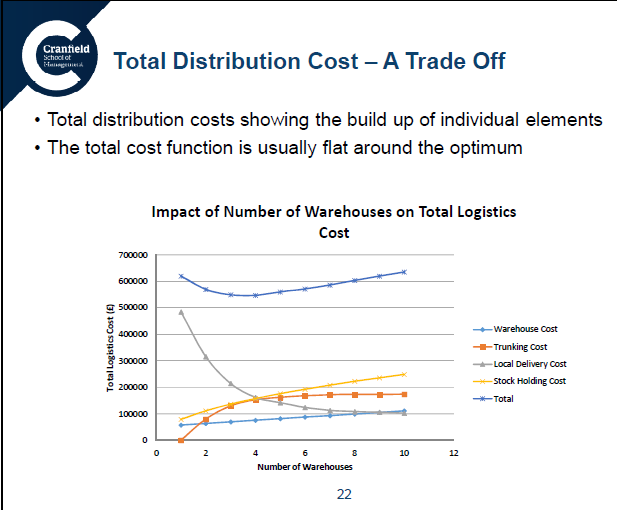 Cranfield
School of
Management
Total Distribution Cost – A Trade Off
• Total distribution costs showing the build up of individual elements
• The total cost function is usually flat around the optimum
Impact of Number of Warehouses on Total Logistics
Cost
Total Logistics Cost (£)
700000
600000
500000
400000
300000
200000
100000
0
0 2 4 6 8 10 12
Number of Warehouses
Warehouse Cost
Trunking Cost
Local Delivery Cost
Stock Holding Cost
Total
22